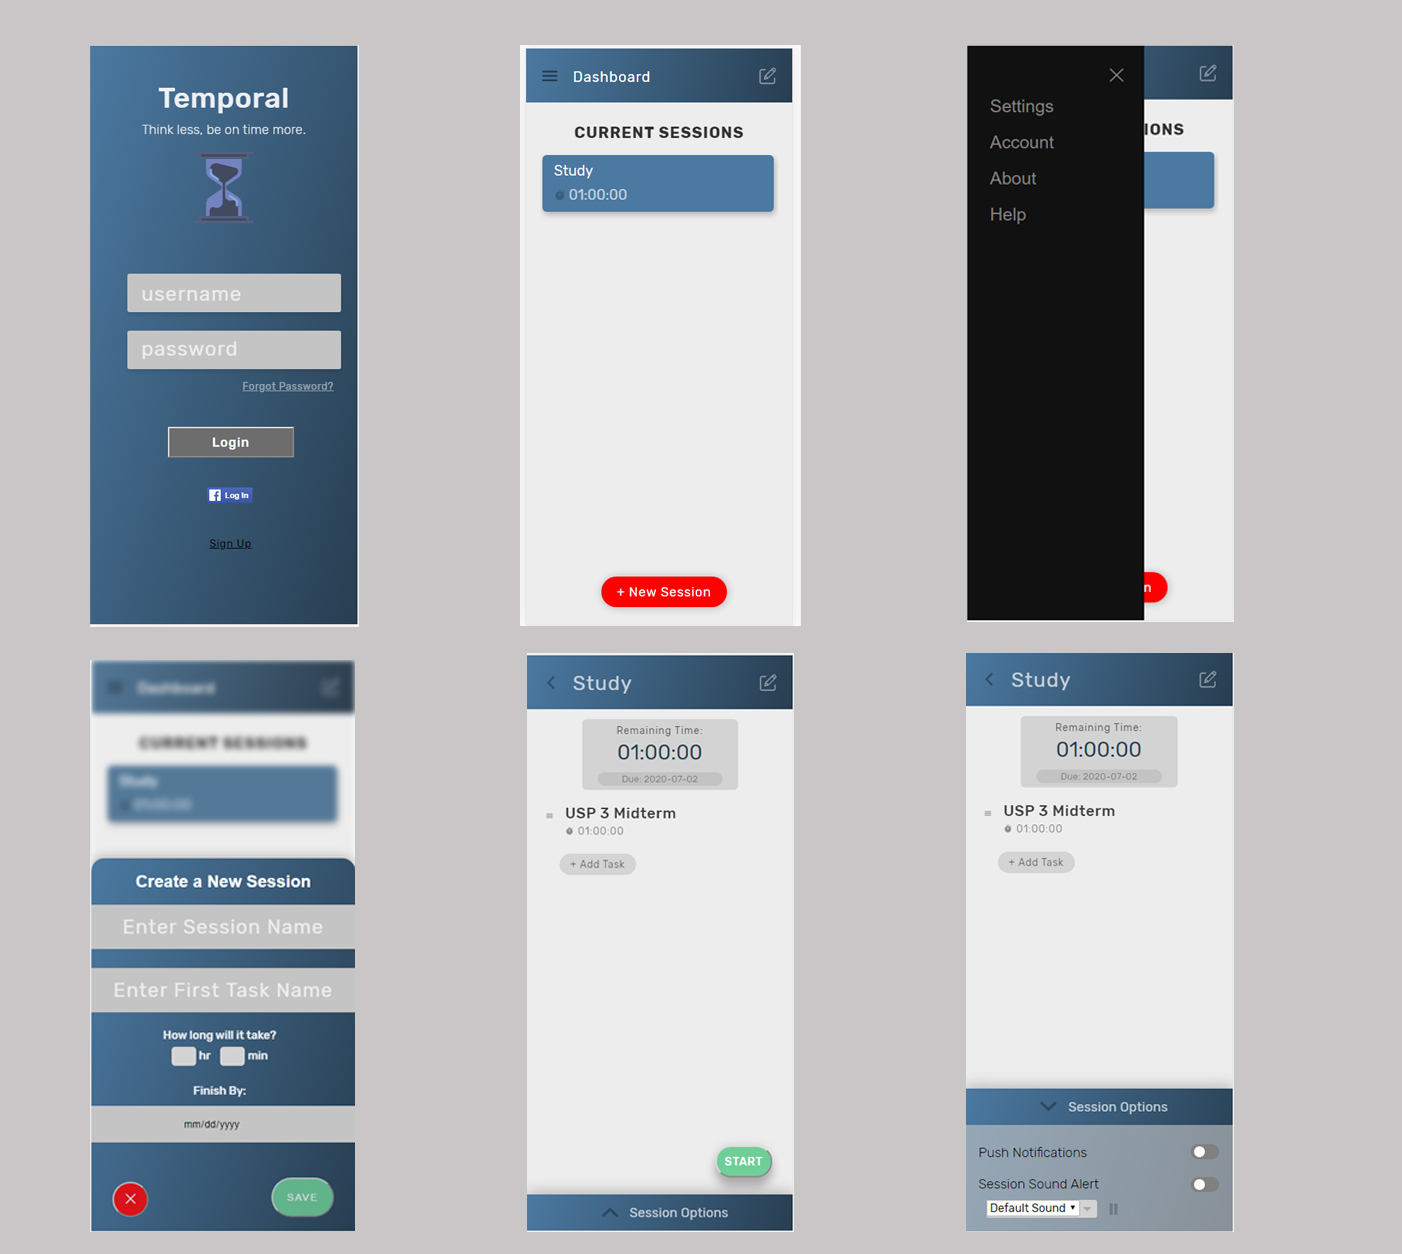 Temporal
Think less, be on time more.
username
password
Forgot Password?
Login
f Log In
Sign Up
Dashboard
CURRENT SESSIONS
Study
01:00:00
+ New Session
Settings
Account
About
Help
IONS
n
Dashboard
CURRENT SESSIONS
Study
01:00:00
Create a New Session
Enter Session Name
Enter First Task Name
How long will it take?
hr min
Finish By:
mm/dd/yyyy
SAVE
Study
Remaining Time:
01:00:00
Due: 2020-07-02
USP 3 Midterm
01:00:00
+ Add Task
START
Session Options
Study
Remaining Time:
01:00:00
Due: 2020-07-02
USP 3 Midterm
01:00:00
+ Add Task
Session Options
Push Notifications
Session Sound Alert
Default Sound